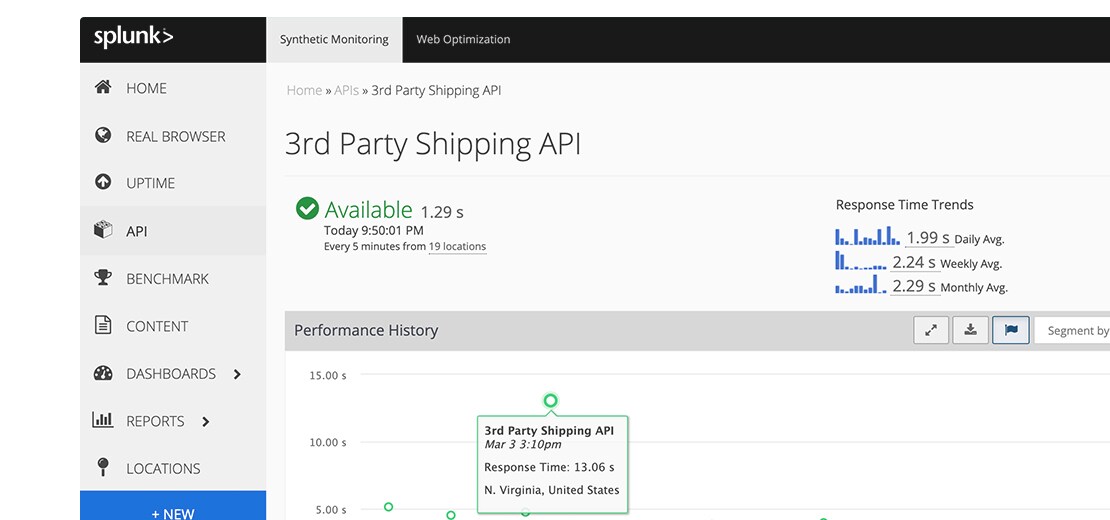 splunk>
Synthetic Monitoring
Web Optimization
HOME
REAL BROWSER
UPTIME
API
BENCHMARK
CONTENT
DASHBOARDS
REPORTS
LOCATIONS
+ NEW
Home » APIs » 3rd Party Shipping API
3rd Party Shipping API
Available 1.29 s
Today 9:50:01 PM
Every 5 minutes from 19 locations
Response Time Trends
1.99 s Daily Avg.
2.24 s Weekly Avg.
2.29 s Monthly Avg.
Performance History
Segment by
15.00 s
10.00 s
5.00 s
3rd Party Shipping API
Mar 3 3:10pm
Response Time: 13.06 s
N. Virginia, United States